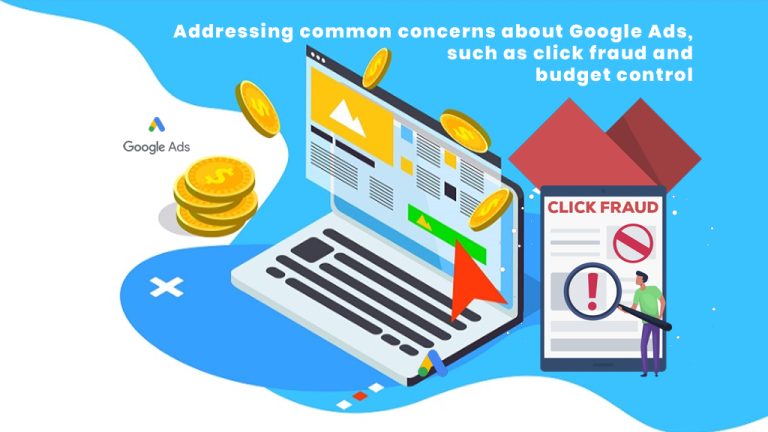 Addressing common concerns about Google Ads,
such as click fraud and
budget control
Google Ads
CLICK FRAUD
!